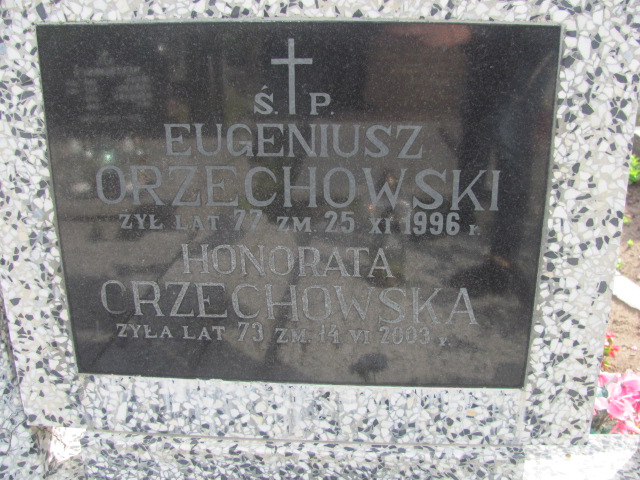 Ś. P.
EUGENIUSZ
ORZECHOWSKI
ŻYŁ LAT 77 ZM. 25 XI 1996 r.
HONORATA
ORZECHOWSKA
ŻYŁA LAT 73 ZM. 14 VI 2003 r.